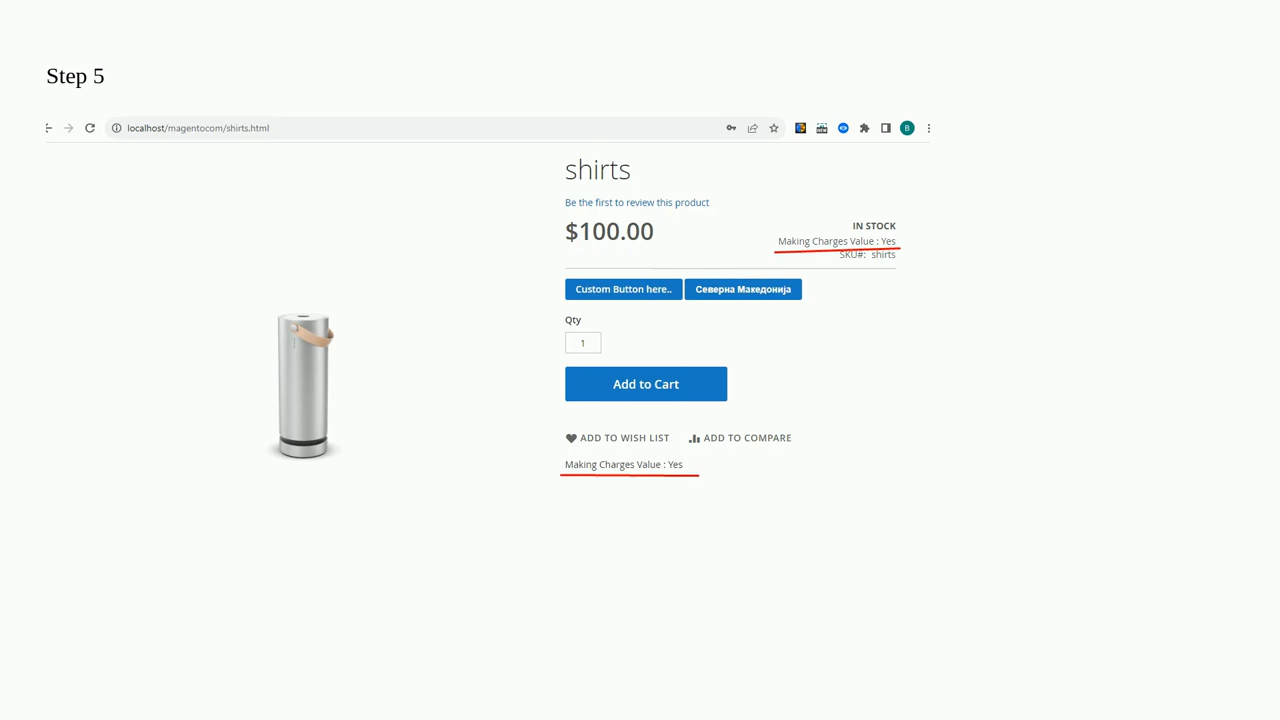 Step 5
localhost/magentocom/shirts.html
B
shirts
Be the first to review this product
$100.00
IN STOCK
Making Charges Value : Yes
SKU#: shirts
Custom Button here.. Северна Македонија
Qty
1
Add to Cart
ADD TO WISH LIST ADD TO COMPARE
Making Charges Value : Yes